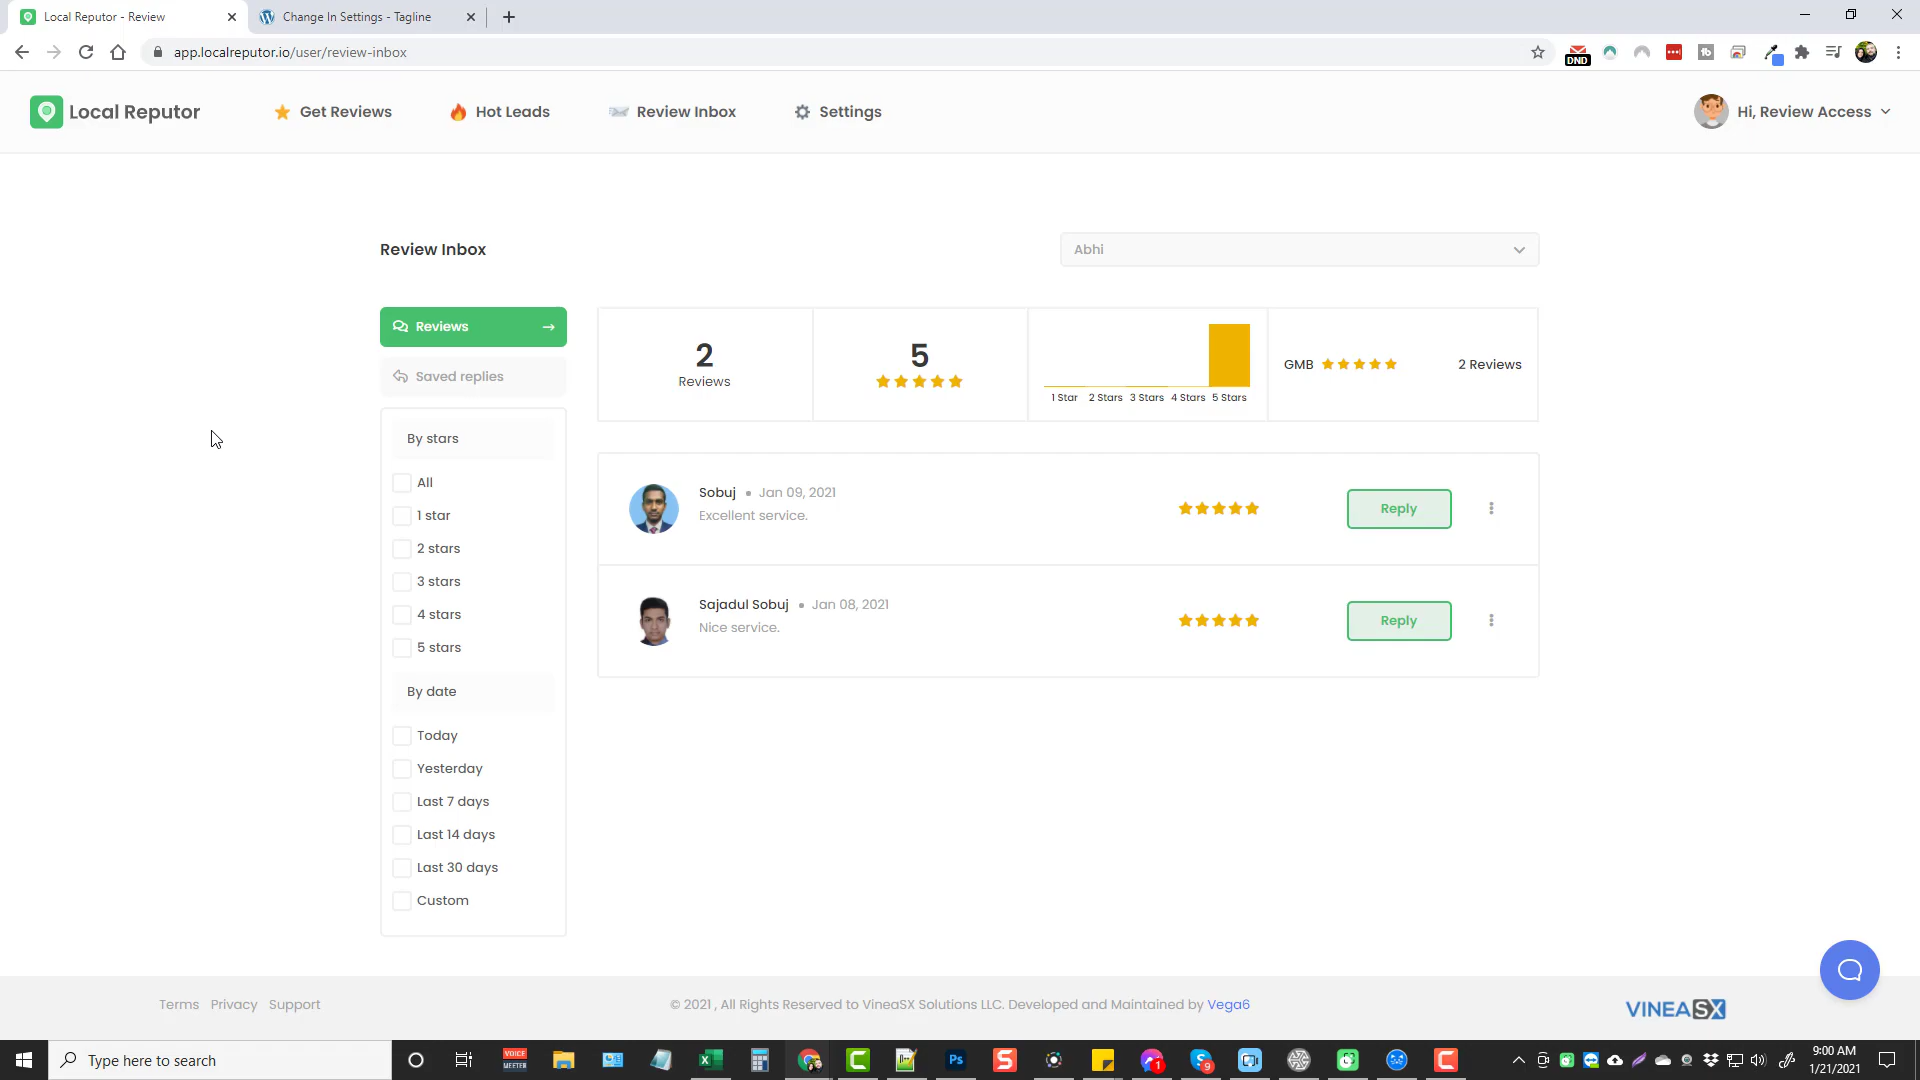 Local Reputor - Review
Change In Settings - Tagline
app.localreputor.io/user/review-inbox
DND
Local Reputor
Get Reviews
Hot Leads
Review Inbox
Settings
Hi, Review Access
Review Inbox
Abhi
Reviews
Saved replies
By stars
All
1 star
2 stars
3 stars
4 stars
5 stars
By date
Today
Yesterday
Last 7 days
Last 14 days
Last 30 days
Custom
2
Reviews
5
1 Star 2 Stars 3 Stars 4 Stars 5 Stars
GMB
2 Reviews
Sobuj
Jan 09, 2021
Excellent service.
Reply
Sajadul Sobuj
Jan 08, 2021
Nice service.
Reply
Terms Privacy Support
© 2021 , All Rights Reserved to VineaSX Solutions LLC. Developed and Maintained by Vega6
VINEASX
Type here to search
VOICE
MEETER
Ps
1
9
9:00 AM
1/21/2021